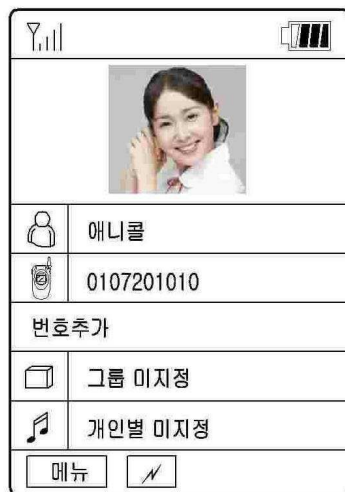 애니콜
0107201010
번호추가
그룹 미지정
개인별 미지정
메뉴